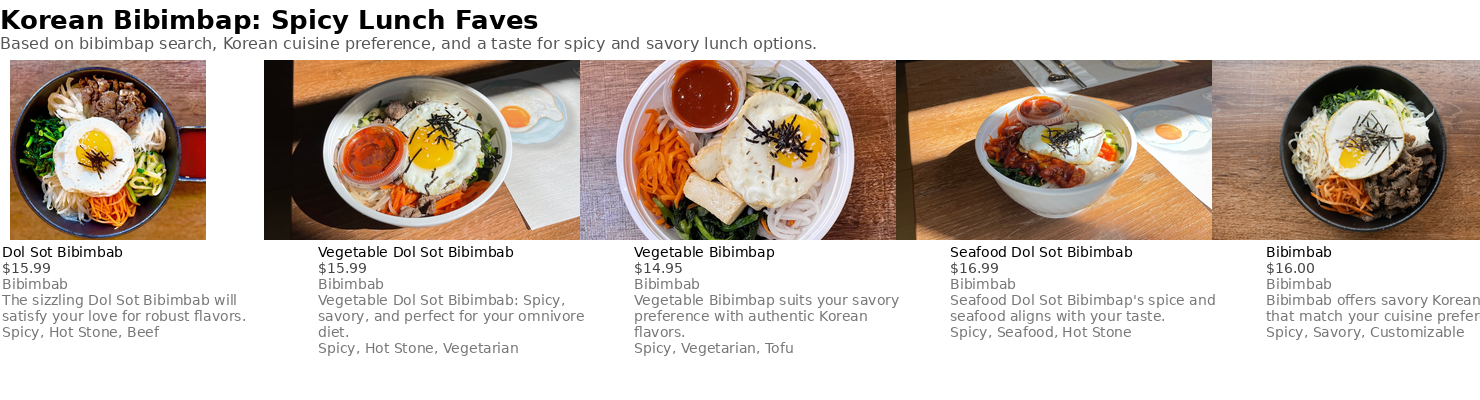 Korean Bibimbap: Spicy Lunch Faves
Based on bibimbap search, Korean cuisine preference, and a taste for spicy and savory lunch options.
Dol Sot Bibimbab
$15.99
Bibimbab
The sizzling Dol Sot Bibimbab will
satisfy your love for robust flavors.
Spicy, Hot Stone, Beef
Vegetable Dol Sot Bibimbab
$15.99
Bibimbab
Vegetable Dol Sot Bibimbab: Spicy,
savory, and perfect for your omnivore
diet.
Spicy, Hot Stone, Vegetarian
Vegetable Bibimbap
$14.95
Bibimbab
Vegetable Bibimbap suits your savory
preference with authentic Korean
flavors.
Spicy, Vegetarian, Tofu
Seafood Dol Sot Bibimbab
$16.99
Bibimbab
Seafood Dol Sot Bibimbap's spice and
seafood aligns with your taste.
Spicy, Seafood, Hot Stone
Bibimbab
$16.00
Bibimbab
Bibimbab offers savory Korean
that match your cuisine prefer
Spicy, Savory, Customizable